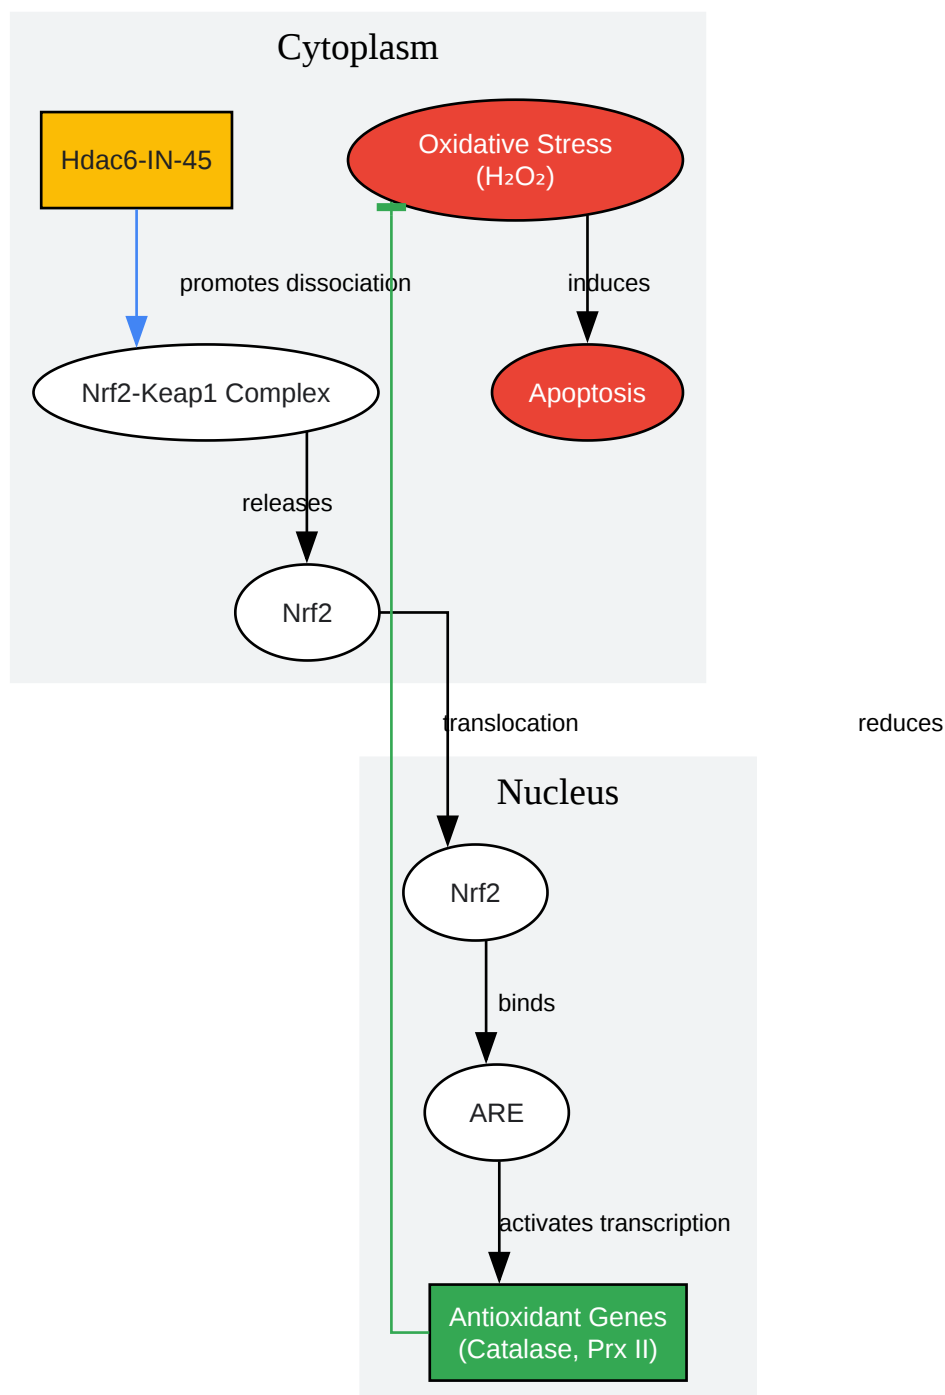 Cytoplasm
Hdac6-IN-45
Oxidative Stress
(H₂O₂)
promotes dissociation
induces
Nrf2-Keap1 Complex
Apoptosis
releases
Nrf2
translocation
reduces
Nucleus
Nrf2
binds
ARE
activates transcription
Antioxidant Genes
(Catalase, Prx II)